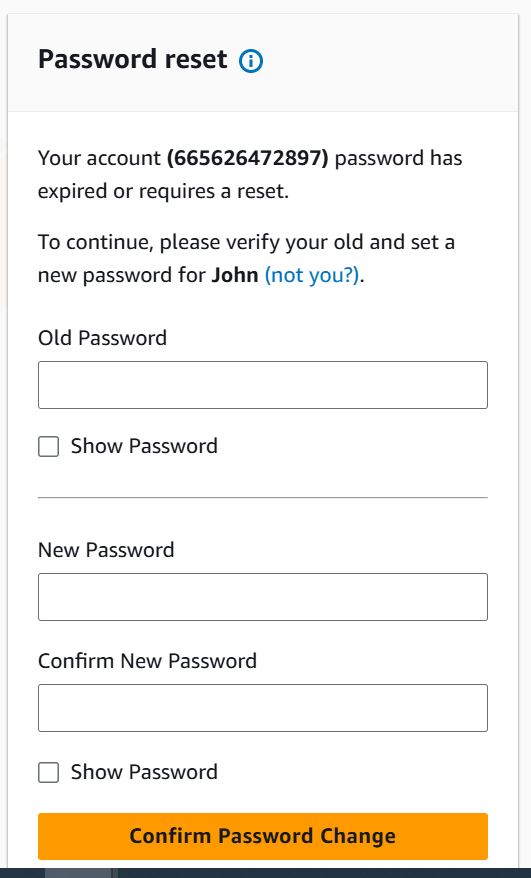 Password reset
Your account (665626472897) password has
expired or requires a reset.
To continue, please verify your old and set a
new password for John (not you?).
Old Password
Show Password
New Password
Confirm New Password
Show Password
Confirm Password Change